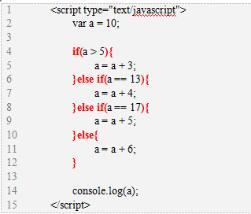 1 <script type="text/javascript">
2 var a = 10;
3
4 if(a > 5){
5 a = a + 3;
6 }else if(a == 13){
7 a = a + 4;
8 }else if(a == 17){
9 a = a + 5;
10 }else{
11 a = a + 6;
12 }
13
14 console.log(a);
15 </script>